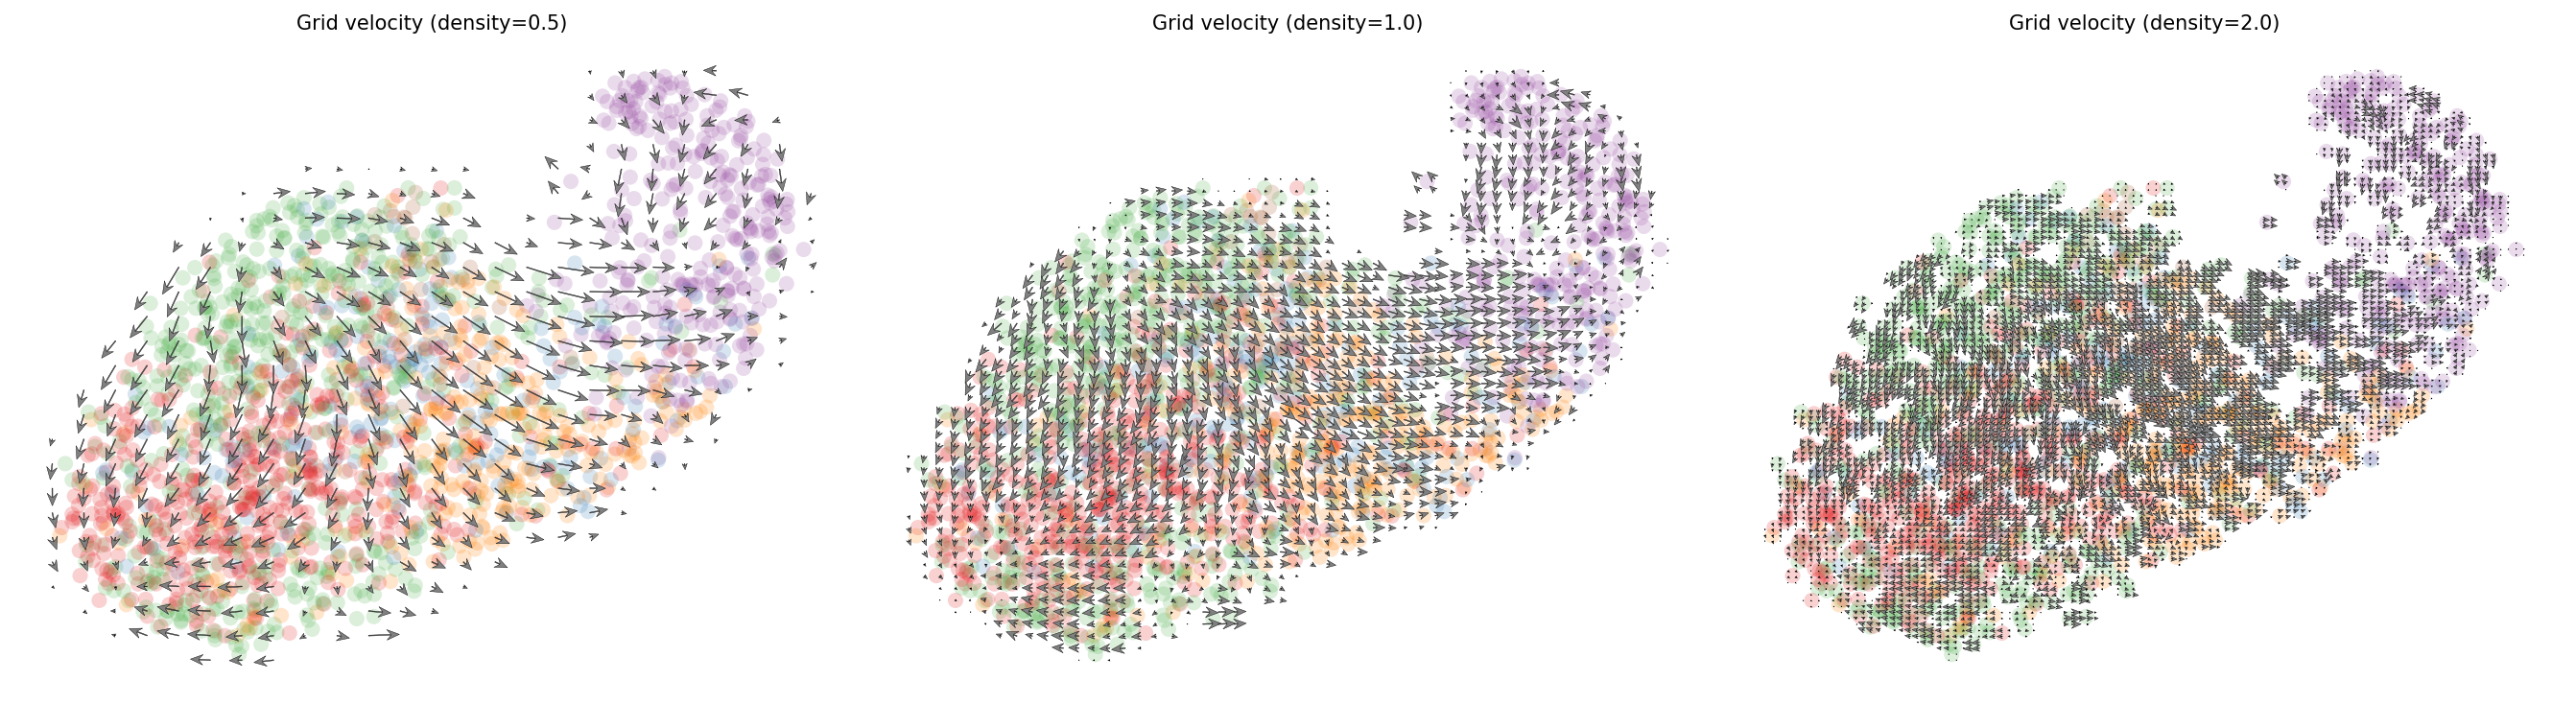 Grid velocity (density=0.5)
Grid velocity (density=1.0)
Grid velocity (density=2.0)